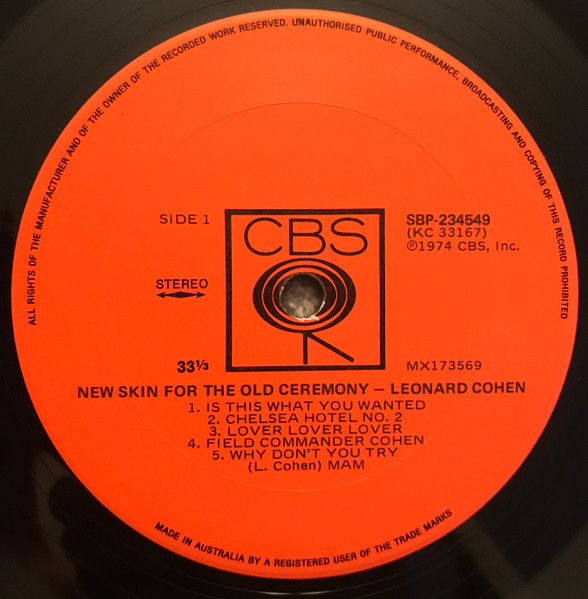 ALL RIGHTS OF THE MANUFACTURER AND OF THE OWNER OF THE RECORDED WORK RESERVED. UNAUTHORISED PUBLIC PERFORMANCE, BROADCASTING AND COPYING OF THIS RECORD PROHIBITED
SIDE 1
CBS
SBP-234549
(KC 33167)
℗1974 CBS, Inc.
STEREO
33⅓
MX173569
NEW SKIN FOR THE OLD CEREMONY – LEONARD COHEN
1. IS THIS WHAT YOU WANTED
2. CHELSEA HOTEL NO. 2
3. LOVER LOVER LOVER
4. FIELD COMMANDER COHEN
5. WHY DON'T YOU TRY
(L. Cohen) MAM
MADE IN AUSTRALIA BY A REGISTERED USER OF THE TRADE MARKS